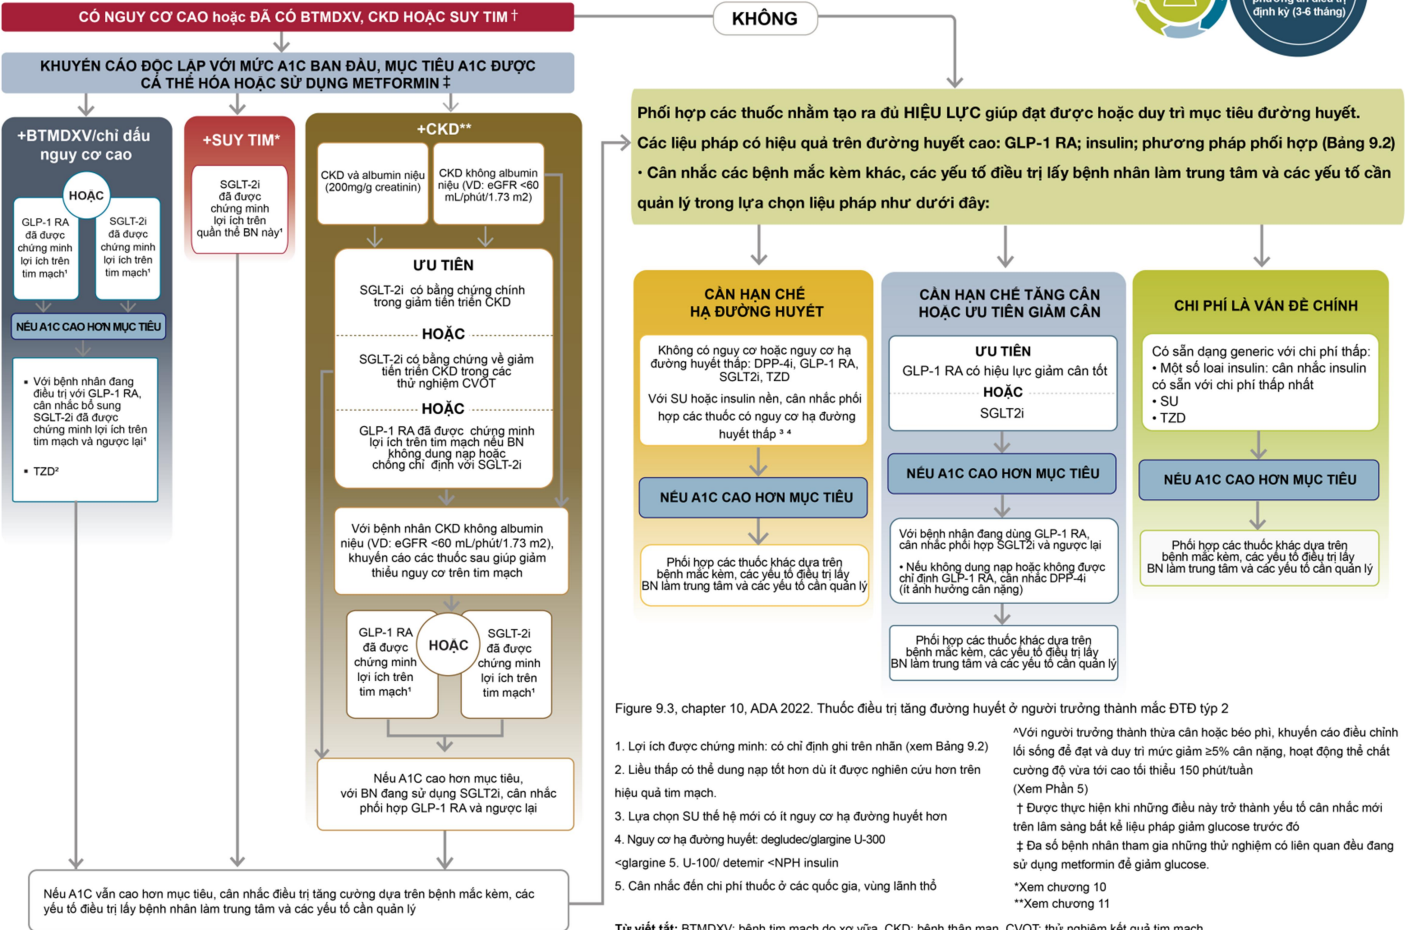 CÓ NGUY CƠ CAO hoặc ĐÃ CÓ BTMDXV, CKD HOẶC SUY TIM †
KHÔNG
phương án điều trị
định kỳ (3-6 tháng)
KHUYẾN CÁO ĐỘC LẬP VỚI MỨC A1C BAN ĐẦU, MỤC TIÊU A1C ĐƯỢC
CÁ THỂ HÓA HOẶC SỬ DỤNG METFORMIN ‡
+BTMDXV/chỉ dấu
nguy cơ cao
HOẶC
GLP-1 RA
đã được
chứng minh
lợi ích trên
tim mạch¹
SGLT-2i
đã được
chứng minh
lợi ích trên
tim mạch¹
NẾU A1C CAO HƠN MỤC TIÊU
▪ Với bệnh nhân đang
điều trị với GLP-1 RA,
cân nhắc bổ sung
SGLT-2i đã được
chứng minh lợi ích trên
tim mạch và ngược lại¹
▪ TZD²
+SUY TIM*
SGLT-2i
đã được
chứng minh
lợi ích trên
quần thể BN này¹
+CKD**
CKD và albumin niệu
(200mg/g creatinin)
CKD không albumin
niệu (VD: eGFR <60
mL/phút/1.73 m2)
ƯU TIÊN
SGLT-2i có bằng chứng chính
trong giảm tiến triển CKD
HOẶC
SGLT-2i có bằng chứng về giảm
tiến triển CKD trong các
thử nghiệm CVOT
HOẶC
GLP-1 RA đã được chứng minh
lợi ích trên tim mạch nếu BN
không dung nạp hoặc
chống chỉ định với SGLT-2i
Với bệnh nhân CKD không albumin
niệu (VD: eGFR <60 mL/phút/1.73 m2),
khuyến cáo các thuốc sau giúp giảm
thiểu nguy cơ trên tim mạch
GLP-1 RA
đã được
chứng minh
lợi ích trên
tim mạch¹
HOẶC
SGLT-2i
đã được
chứng minh
lợi ích trên
tim mạch¹
Nếu A1C cao hơn mục tiêu,
với BN đang sử dụng SGLT2i, cân nhắc
phối hợp GLP-1 RA và ngược lại
Nếu A1C vẫn cao hơn mục tiêu, cân nhắc điều trị tăng cường dựa trên bệnh mắc kèm, các
yếu tố điều trị lấy bệnh nhân làm trung tâm và các yếu tố cần quản lý
Phối hợp các thuốc nhằm tạo ra đủ HIỆU LỰC giúp đạt được hoặc duy trì mục tiêu đường huyết.
Các liệu pháp có hiệu quả trên đường huyết cao: GLP-1 RA; insulin; phương pháp phối hợp (Bảng 9.2)
· Cân nhắc các bệnh mắc kèm khác, các yếu tố điều trị lấy bệnh nhân làm trung tâm và các yếu tố cần
quản lý trong lựa chọn liệu pháp như dưới đây:
CẦN HẠN CHẾ
HẠ ĐƯỜNG HUYẾT
Không có nguy cơ hoặc nguy cơ hạ
đường huyết thấp: DPP-4i, GLP-1 RA,
SGLT2i, TZD
Với SU hoặc insulin nền, cân nhắc phối
hợp các thuốc có nguy cơ hạ đường
huyết thấp ³ ⁴
NẾU A1C CAO HƠN MỤC TIÊU
Phối hợp các thuốc khác dựa trên
bệnh mắc kèm, các yếu tố điều trị lấy
BN làm trung tâm và các yếu tố cần quản lý
CẦN HẠN CHẾ TĂNG CÂN
HOẶC ƯU TIÊN GIẢM CÂN
ƯU TIÊN
GLP-1 RA có hiệu lực giảm cân tốt
HOẶC
SGLT2i
NẾU A1C CAO HƠN MỤC TIÊU
Với bệnh nhân đang dùng GLP-1 RA,
cân nhắc phối hợp SGLT2i và ngược lại
• Nếu không dung nạp hoặc không được
chỉ định GLP-1 RA, cân nhắc DPP-4i
(ít ảnh hưởng cân nặng)
Phối hợp các thuốc khác dựa trên
bệnh mắc kèm, các yếu tố điều trị lấy
BN làm trung tâm và các yếu tố cần quản lý
CHI PHÍ LÀ VẤN ĐỀ CHÍNH
Có sẵn dạng generic với chi phí thấp:
• Một số loai insulin: cân nhắc insulin
có sẵn với chi phí thấp nhất
• SU
• TZD
NẾU A1C CAO HƠN MỤC TIÊU
Phối hợp các thuốc khác dựa trên
bệnh mắc kèm, các yếu tố điều trị lấy
BN làm trung tâm và các yếu tố cần quản lý
Figure 9.3, chapter 10, ADA 2022. Thuốc điều trị tăng đường huyết ở người trưởng thành mắc ĐTĐ týp 2
1. Lợi ích được chứng minh: có chỉ định ghi trên nhãn (xem Bảng 9.2)
2. Liều thấp có thể dung nạp tốt hơn dù ít được nghiên cứu hơn trên
hiệu quả tim mạch.
3. Lựa chọn SU thế hệ mới có ít nguy cơ hạ đường huyết hơn
4. Nguy cơ hạ đường huyết: degludec/glargine U-300
<glargine 5. U-100/ detemir <NPH insulin
5. Cân nhắc đến chi phí thuốc ở các quốc gia, vùng lãnh thổ
^Với người trưởng thành thừa cân hoặc béo phì, khuyến cáo điều chỉnh
lối sống để đạt và duy trì mức giảm ≥5% cân nặng, hoạt động thể chất
cường độ vừa tới cao tối thiểu 150 phút/tuần
(Xem Phần 5)
† Được thực hiện khi những điều này trở thành yếu tố cân nhắc mới
trên lâm sàng bất kể liệu pháp giảm glucose trước đó
‡ Đa số bệnh nhân tham gia những thử nghiệm có liên quan đều đang
sử dụng metformin để giảm glucose.
*Xem chương 10
**Xem chương 11
Từ viết tắt: BTMDXV: bệnh tim mạch do xơ vữa, CKD: bệnh thận mạn, CVOT: thử nghiệm kết quả tim mạch